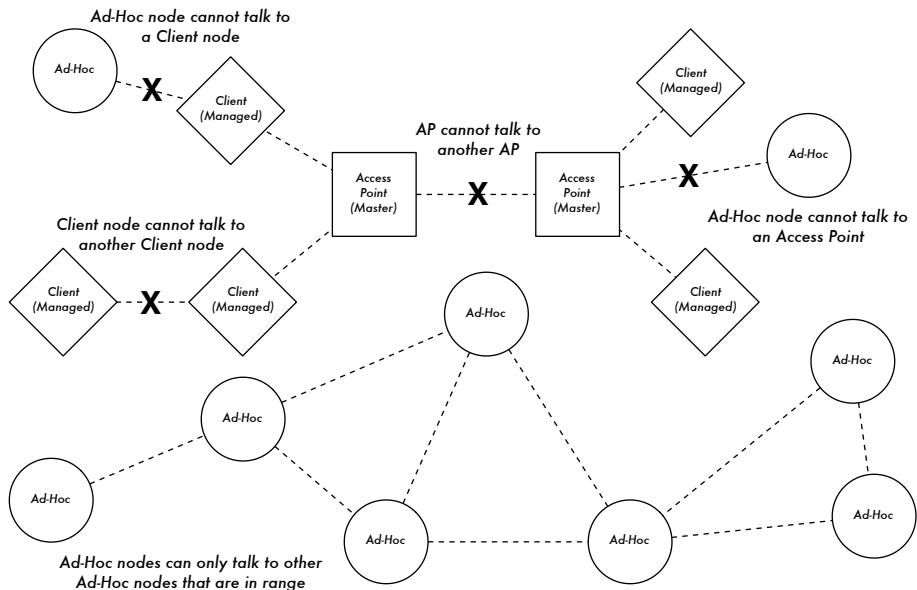 Ad-Hoc node cannot talk to
a Client node
Ad-Hoc
Client
(Managed)
Client
(Managed)
AP cannot talk to
another AP
Access
Point
(Master)
Access
Point
(Master)
Ad-Hoc
X
X
X
Ad-Hoc node cannot talk to
an Access Point
Client node cannot talk to
another Client node
Client
(Managed)
X
Client
(Managed)
Client
(Managed)
Ad-Hoc
Ad-Hoc
Ad-Hoc
Ad-Hoc
Ad-Hoc
Ad-Hoc
Ad-Hoc
Ad-Hoc nodes can only talk to other
Ad-Hoc nodes that are in range